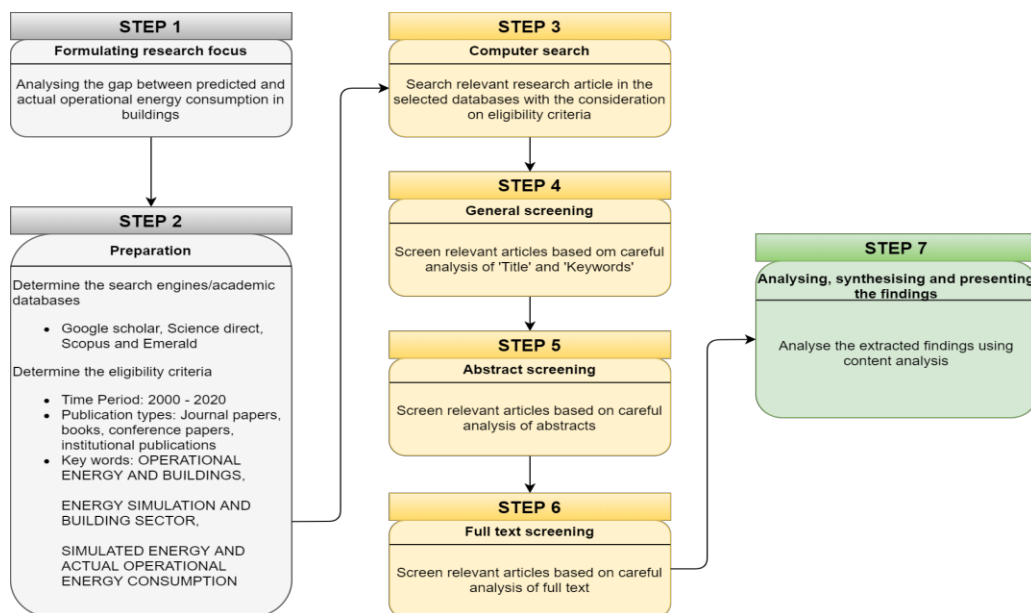 STEP 1
Formulating research focus
Analysing the gap between predicted and
actual operational energy consumption in
buildings
STEP 2
Preparation
Determine the search engines/academic
databases
• Google scholar, Science direct,
Scopus and Emerald
Determine the eligibility criteria
• Time Period: 2000 - 2020
• Publication types: Journal papers,
books, conference papers,
institutional publications
• Key words: OPERATIONAL
ENERGY AND BUILDINGS,
ENERGY SIMULATION AND
BUILDING SECTOR,
SIMULATED ENERGY AND
ACTUAL OPERATIONAL
ENERGY CONSUMPTION
STEP 3
Computer search
Search relevant research article in the
selected databases with the consideration
on eligibility criteria
STEP 4
General screening
Screen relevant articles based om careful
analysis of 'Title' and 'Keywords'
STEP 5
Abstract screening
Screen relevant articles based on careful
analysis of abstracts
STEP 6
Full text screening
Screen relevant articles based on careful
analysis of full text
STEP 7
Analysing, synthesising and presenting
the findings
Analyse the extracted findings using
content analysis